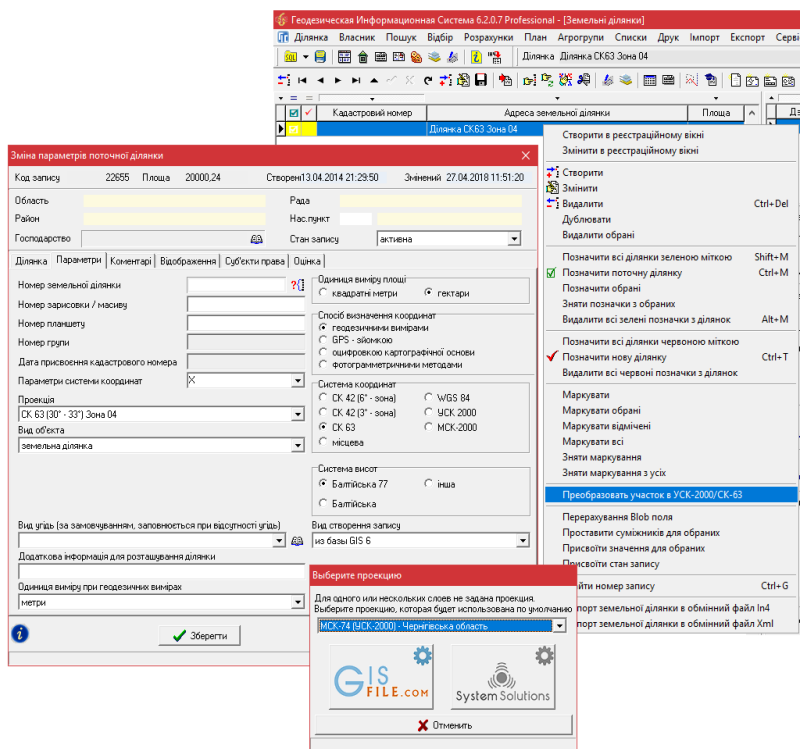 Геодезическая Информационная Система 6.2.0.7 Professional - [Земельні ділянки]
Ділянка Власник Пошук Відбір Розрахунки План Агрогрупи Списки Друк Імпорт Експорт Серві
Ділянка Ділянка СК63 Зона 04
Кадастровий номер Адреса земельної ділянки Площа
Ділянка СК63 Зона 04
Створити в реєстраційному вікні
Змінити в реєстраційному вікні
Створити
Змінити
Видалити Ctrl+Del
Дублювати
Видалити обрані
Позначити всі ділянки зеленою міткою Shift+M
Позначити поточну ділянку Ctrl+M
Позначити обрані
Зняти позначки з обраних
Видалити всі зелені позначки з ділянок Alt+M
Позначити всі ділянки червоною міткою
Позначити нову ділянку Ctrl+T
Видалити всі червоні позначки з ділянок
Маркувати
Маркувати обрані
Маркувати відмічені
Маркувати всі
Зняти маркування
Зняти маркування з усіх
Преобразовать участок в УСК-2000/СК-63
Перерахування Blob поля
Проставити суміжників для обраних
Присвоїти значення для обраних
Присвоїти стан запису
йти номер запису Ctrl+G
порт земельної ділянки в обмінний файл In4
порт земельної ділянки в обмінний файл Xml
Зміна параметрів поточної ділянки
Код запису 22655 Площа 20000,24 Створені13.04.2014 21:29:50 Змінений 27.04.2018 11:51:20
Область Рада
Район Нас.пункт
Господарство Стан запису активна
Ділянка Параметри Коментарі Відображення Суб'єкти права Оцінка
Номер земельної ділянки
Номер зарисовки / масиву
Номер планшету
Номер групи
Дата присвоєння кадастрового номера
Параметри системи координат X
Проекція
СК 63 (30° - 33°) Зона 04
Вид об'єкта
земельна ділянка
Одиниця виміру площі
квадратні метри гектари
Спосіб визначення координат
геодезичними вимірами
GPS - зйомкою
оцифровкою картографічної основи
фотограмметричними методами
Система координат
СК 42 (6° - зона) WGS 84
СК 42 (3° - зона) УСК 2000
СК 63 МСК-2000
місцева
Система висот
Балтійська 77 інша
Балтійська
Вид угідь (за замовчуванням, заповнюється при відсутності угідь)
Вид створення запису
из базы GIS 6
Додаткова інформація для розташування ділянки
Одиниця виміру при геодезичних вимірах
метри
Зберегти
Выберите проекцию
Для одного или нескольких слоев не задана проекция.
Выберите проекцию, которая будет использована по умолчанию
МСК-74 (УСК-2000) - Чернігівська область
GIS
FILE.COM
System Solutions
Отменить